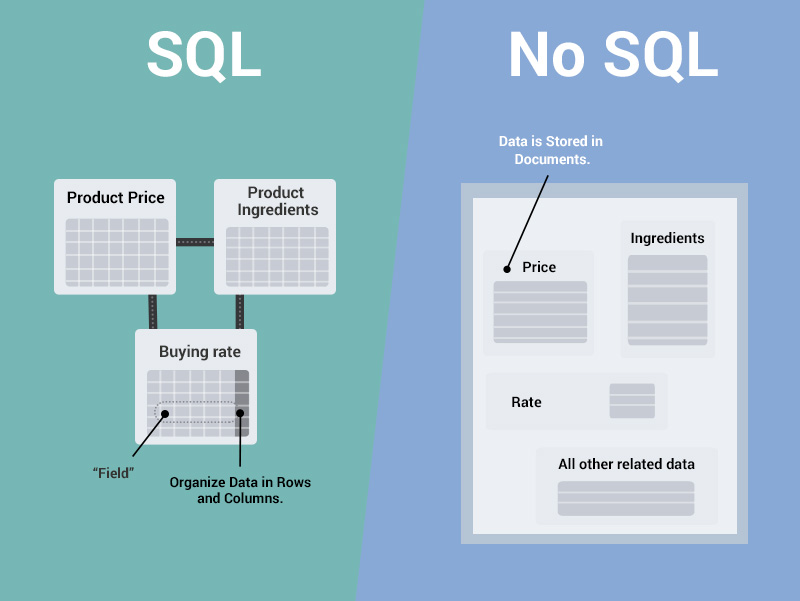 SQL
Product Price
Product
Ingredients
Buying rate
“Field”
Organize Data in Rows
and Columns.
No SQL
Data is Stored in
Documents.
Price
Ingredients
Rate
All other related data